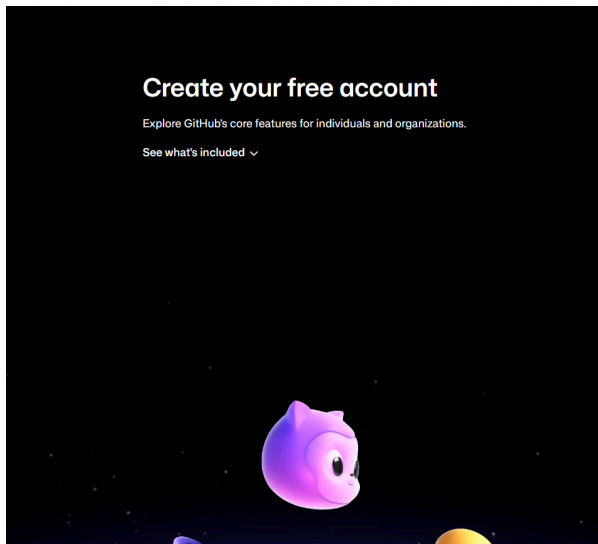 Create your free account
Explore GitHub's core features for individuals and organizations.
See what's included